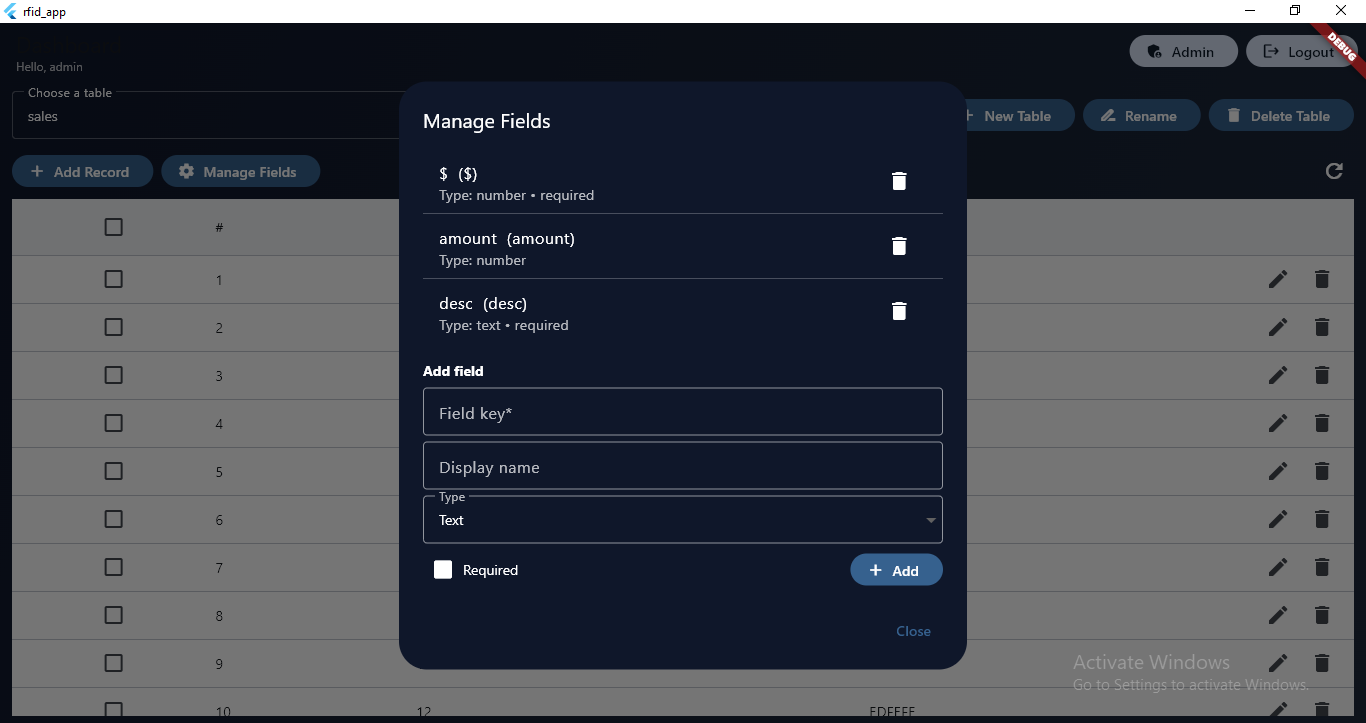 rfid_app
DEBUG
Admin
Logout
Hello, admin
Choose a table
sales
New Table
Rename
Delete Table
Add Record
Manage Fields
#
1
2
3
4
5
6
7
8
9
10
12
EDFEFE
Manage Fields
$ ($)
Type: number • required
amount (amount)
Type: number
desc (desc)
Type: text • required
Add field
Field key*
Display name
Type
Text
Required
Add
Close
Activate Windows
Go to Settings to activate Windows.